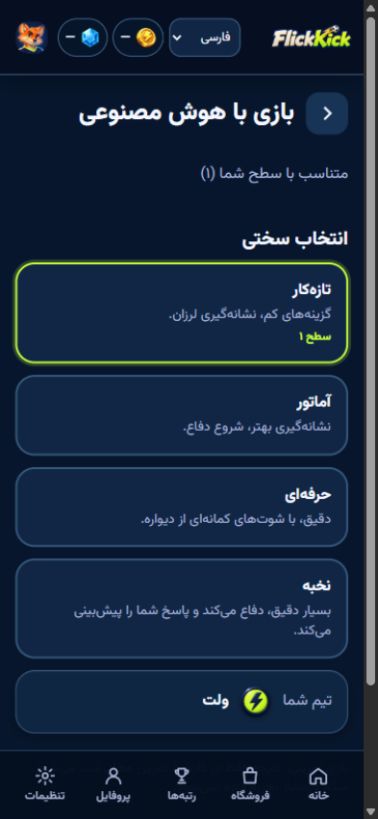 FlickKick
فارسی
–
–
بازی با هوش مصنوعی
متناسب با سطح شما (۱)
انتخاب سختی
تازه‌کار
گزینه‌های کم، نشانه‌گیری لرزان.
سطح ۱
آماتور
نشانه‌گیری بهتر، شروع دفاع.
حرفه‌ای
دقیق، با شوت‌های کمانه‌ای از دیواره.
نخبه
بسیار دقیق، دفاع می‌کند و پاسخ شما را پیش‌بینی
می‌کند.
تیم شما ولت
خانه
فروشگاه
رتبه‌ها
پروفایل
تنظیمات